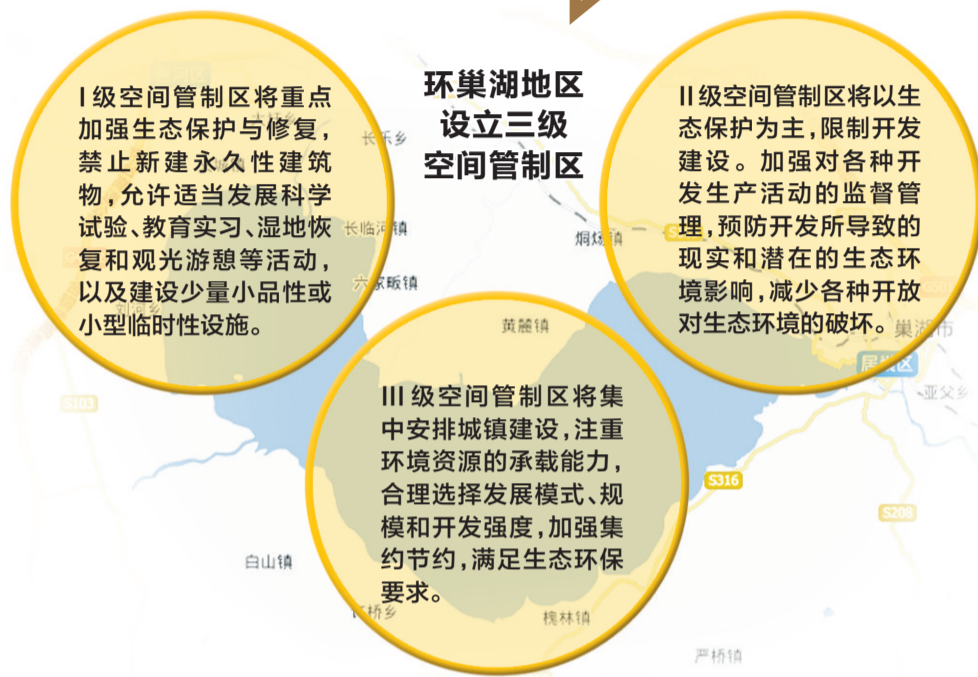 环巢湖地区
设立三级
空间管制区
I级空间管制区将重点
加强生态保护与修复,
禁止新建永久性建筑
物,允许适当发展科学
试验、教育实习、湿地恢
复和观光游憩等活动,
以及建设少量小品性或
小型临时性设施。
II级空间管制区将以生
态保护为主,限制开发
建设。加强对各种开
发生产活动的监督管
理,预防开发所导致的
现实和潜在的生态环
境影响,减少各种开放
对生态环境的破坏。
III级空间管制区将集
中安排城镇建设,注重
环境资源的承载能力,
合理选择发展模式、规
模和开发强度,加强集
约节约,满足生态环保
要求。
长乐乡
长临河镇
六家畈镇
烔炀镇
黄麓镇
巢湖市
居巢区
亚父乡
S103
S316
S208
白山镇
槐林镇
严桥镇